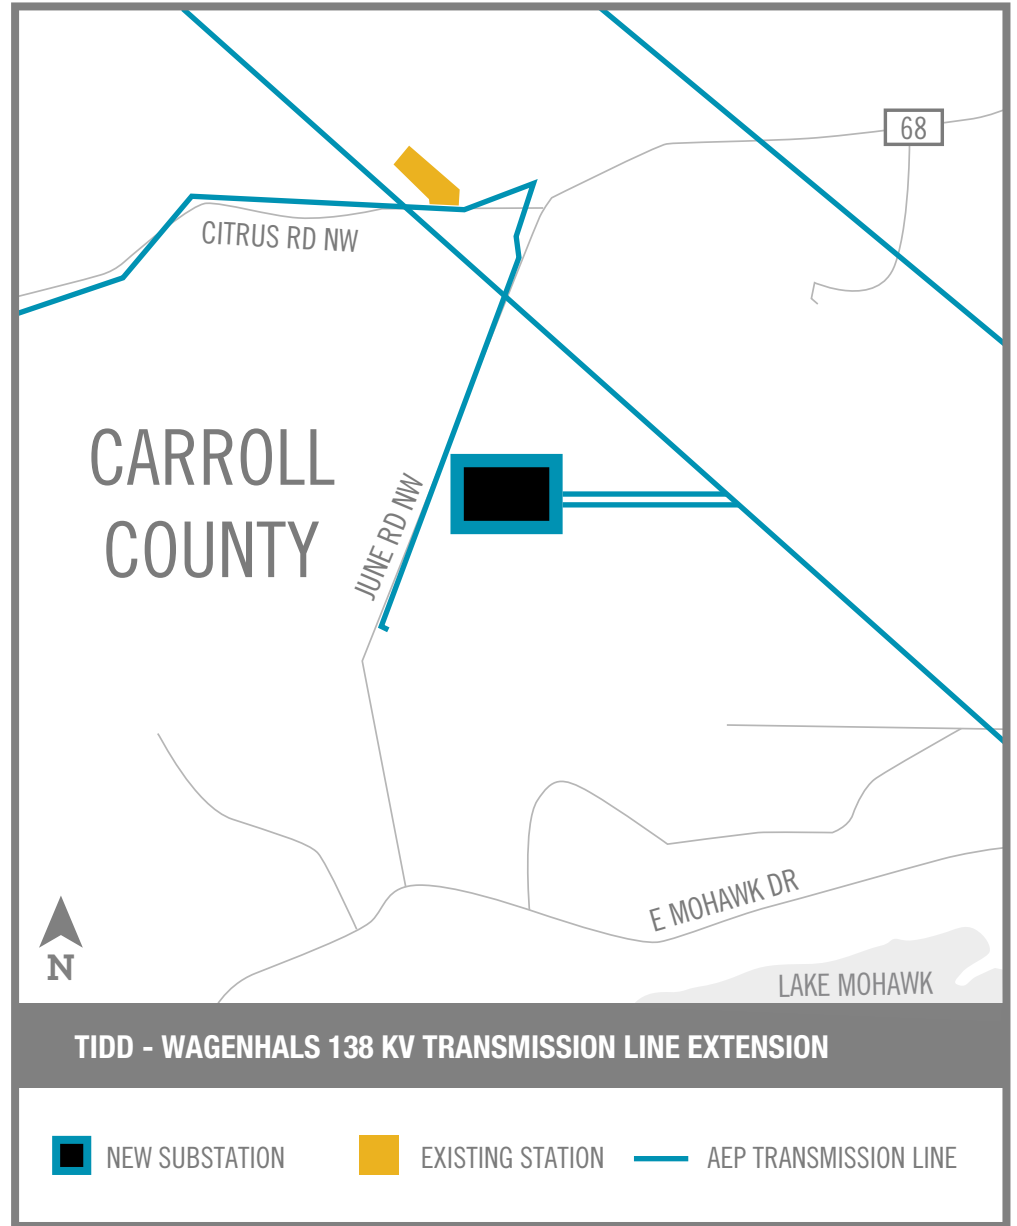 68
CITRUS RD NW
CARROLL
COUNTY
JUNE RD NW
E MOHAWK DR
LAKE MOHAWK
N
TIDD - WAGENHALS 138 KV TRANSMISSION LINE EXTENSION
NEW SUBSTATION
EXISTING STATION
AEP TRANSMISSION LINE